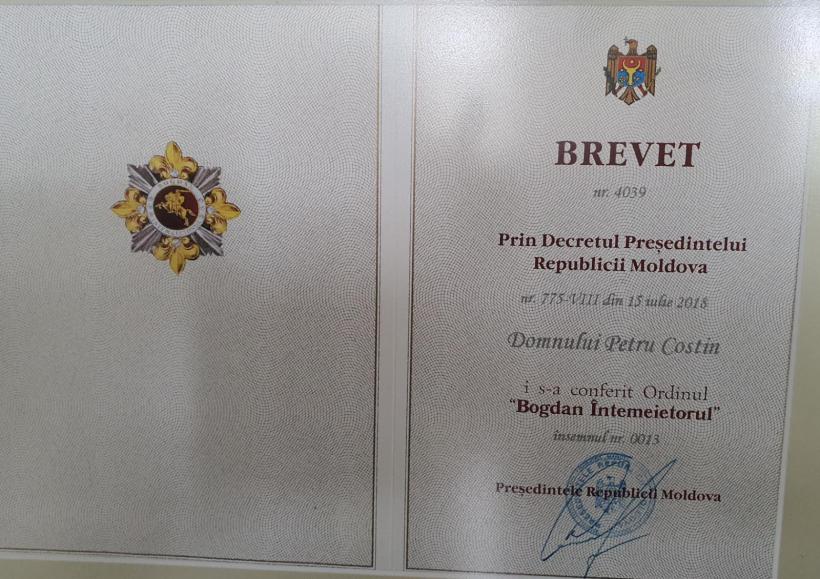 BREVET
nr. 4039
Prin Decretul Președintelui
Republicii Moldova
nr. 775-VIII din 15 iulie 2018
Domnului Petru Costin
i s-a conferit Ordinul
“Bogdan Întemeietorul”
însemnul nr. 0013
Președintele Republicii Moldova